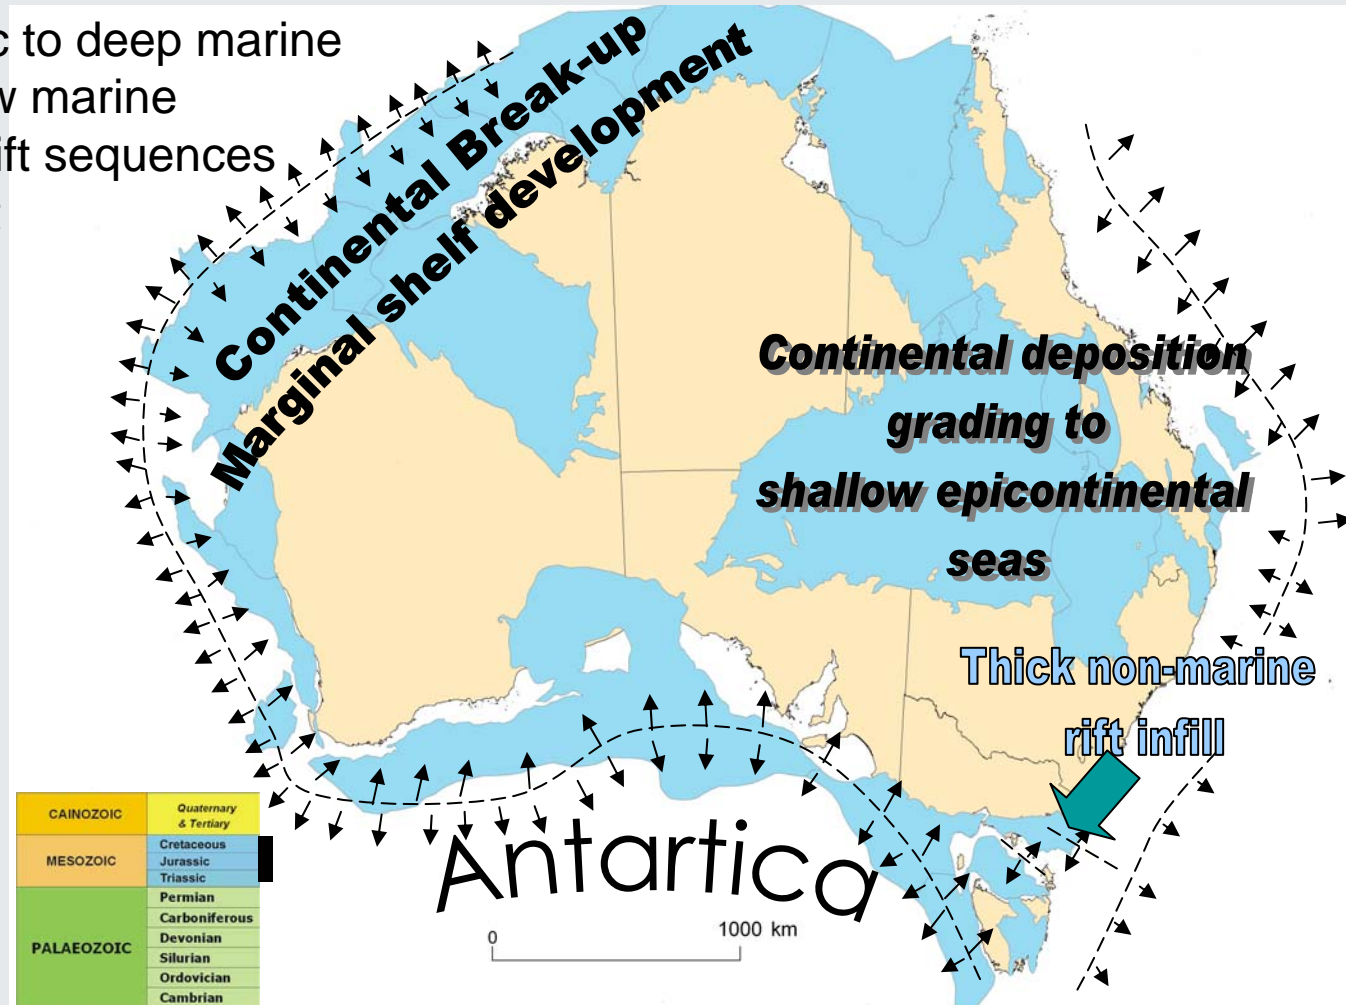 to deep marine
marine
sequences
Continental Break-up
Marginal shelf development
Continental deposition
grading to
shallow epicontinental
seas
Thick non-marine
rift infill
Antartica
0
1000 km
CAINOZOIC
Quaternary
& Tertiary
MESOZOIC
Cretaceous
Jurassic
Triassic
PALAEOZOIC
Permian
Carboniferous
Devonian
Silurian
Ordovician
Cambrian